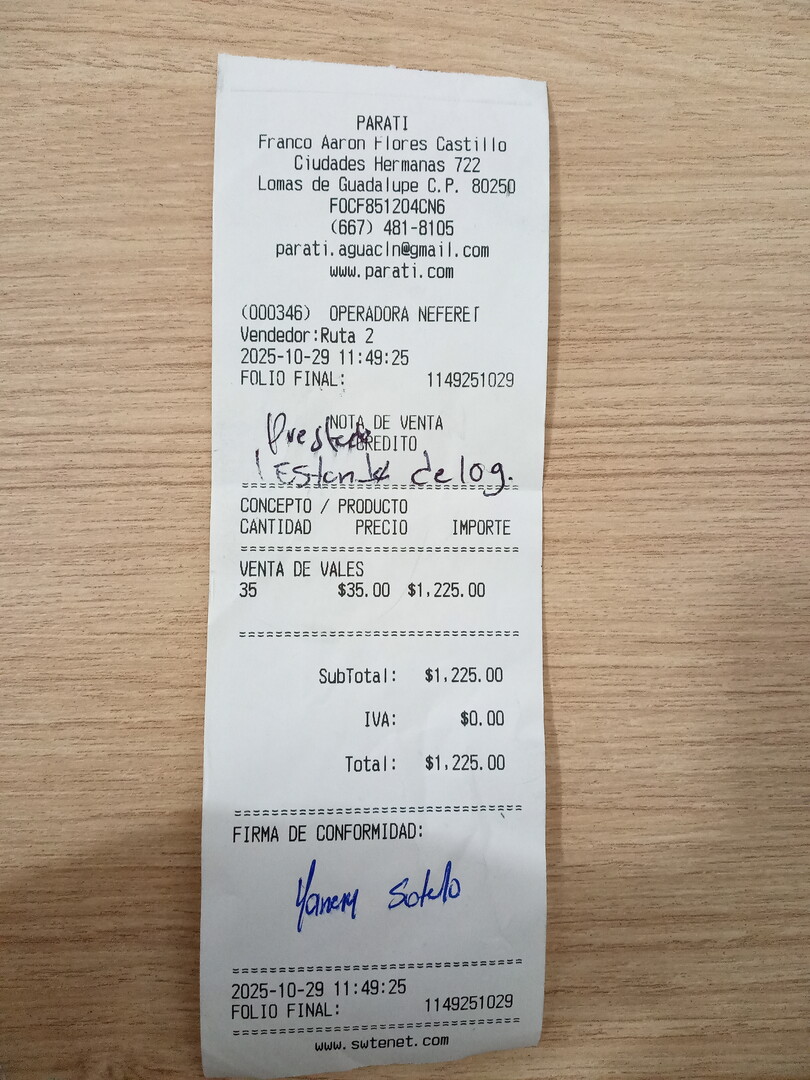 PARATI
Franco Aaron Flores Castillo
Ciudades Hermanas 722
Lomas de Guadalupe C.P. 80250
FOCF851204CN6
(667) 481-8105
parati.aguacln@gmail.com
www.parati.com
(000346) OPERADORA NEFERET
Vendedor:Ruta 2
2025-10-29 11:49:25
FOLIO FINAL: 1149251029
NOTA DE VENTA
CREDITO
1 de 10g.
CONCEPTO / PRODUCTO
CANTIDAD PRECIO IMPORTE
VENTA DE VALES
35 $35.00 $1,225.00
SubTotal: $1,225.00
IVA: $0.00
Total: $1,225.00
FIRMA DE CONFORMIDAD:
Sotelo
2025-10-29 11:49:25
FOLIO FINAL: 1149251029
www.swtenet.com